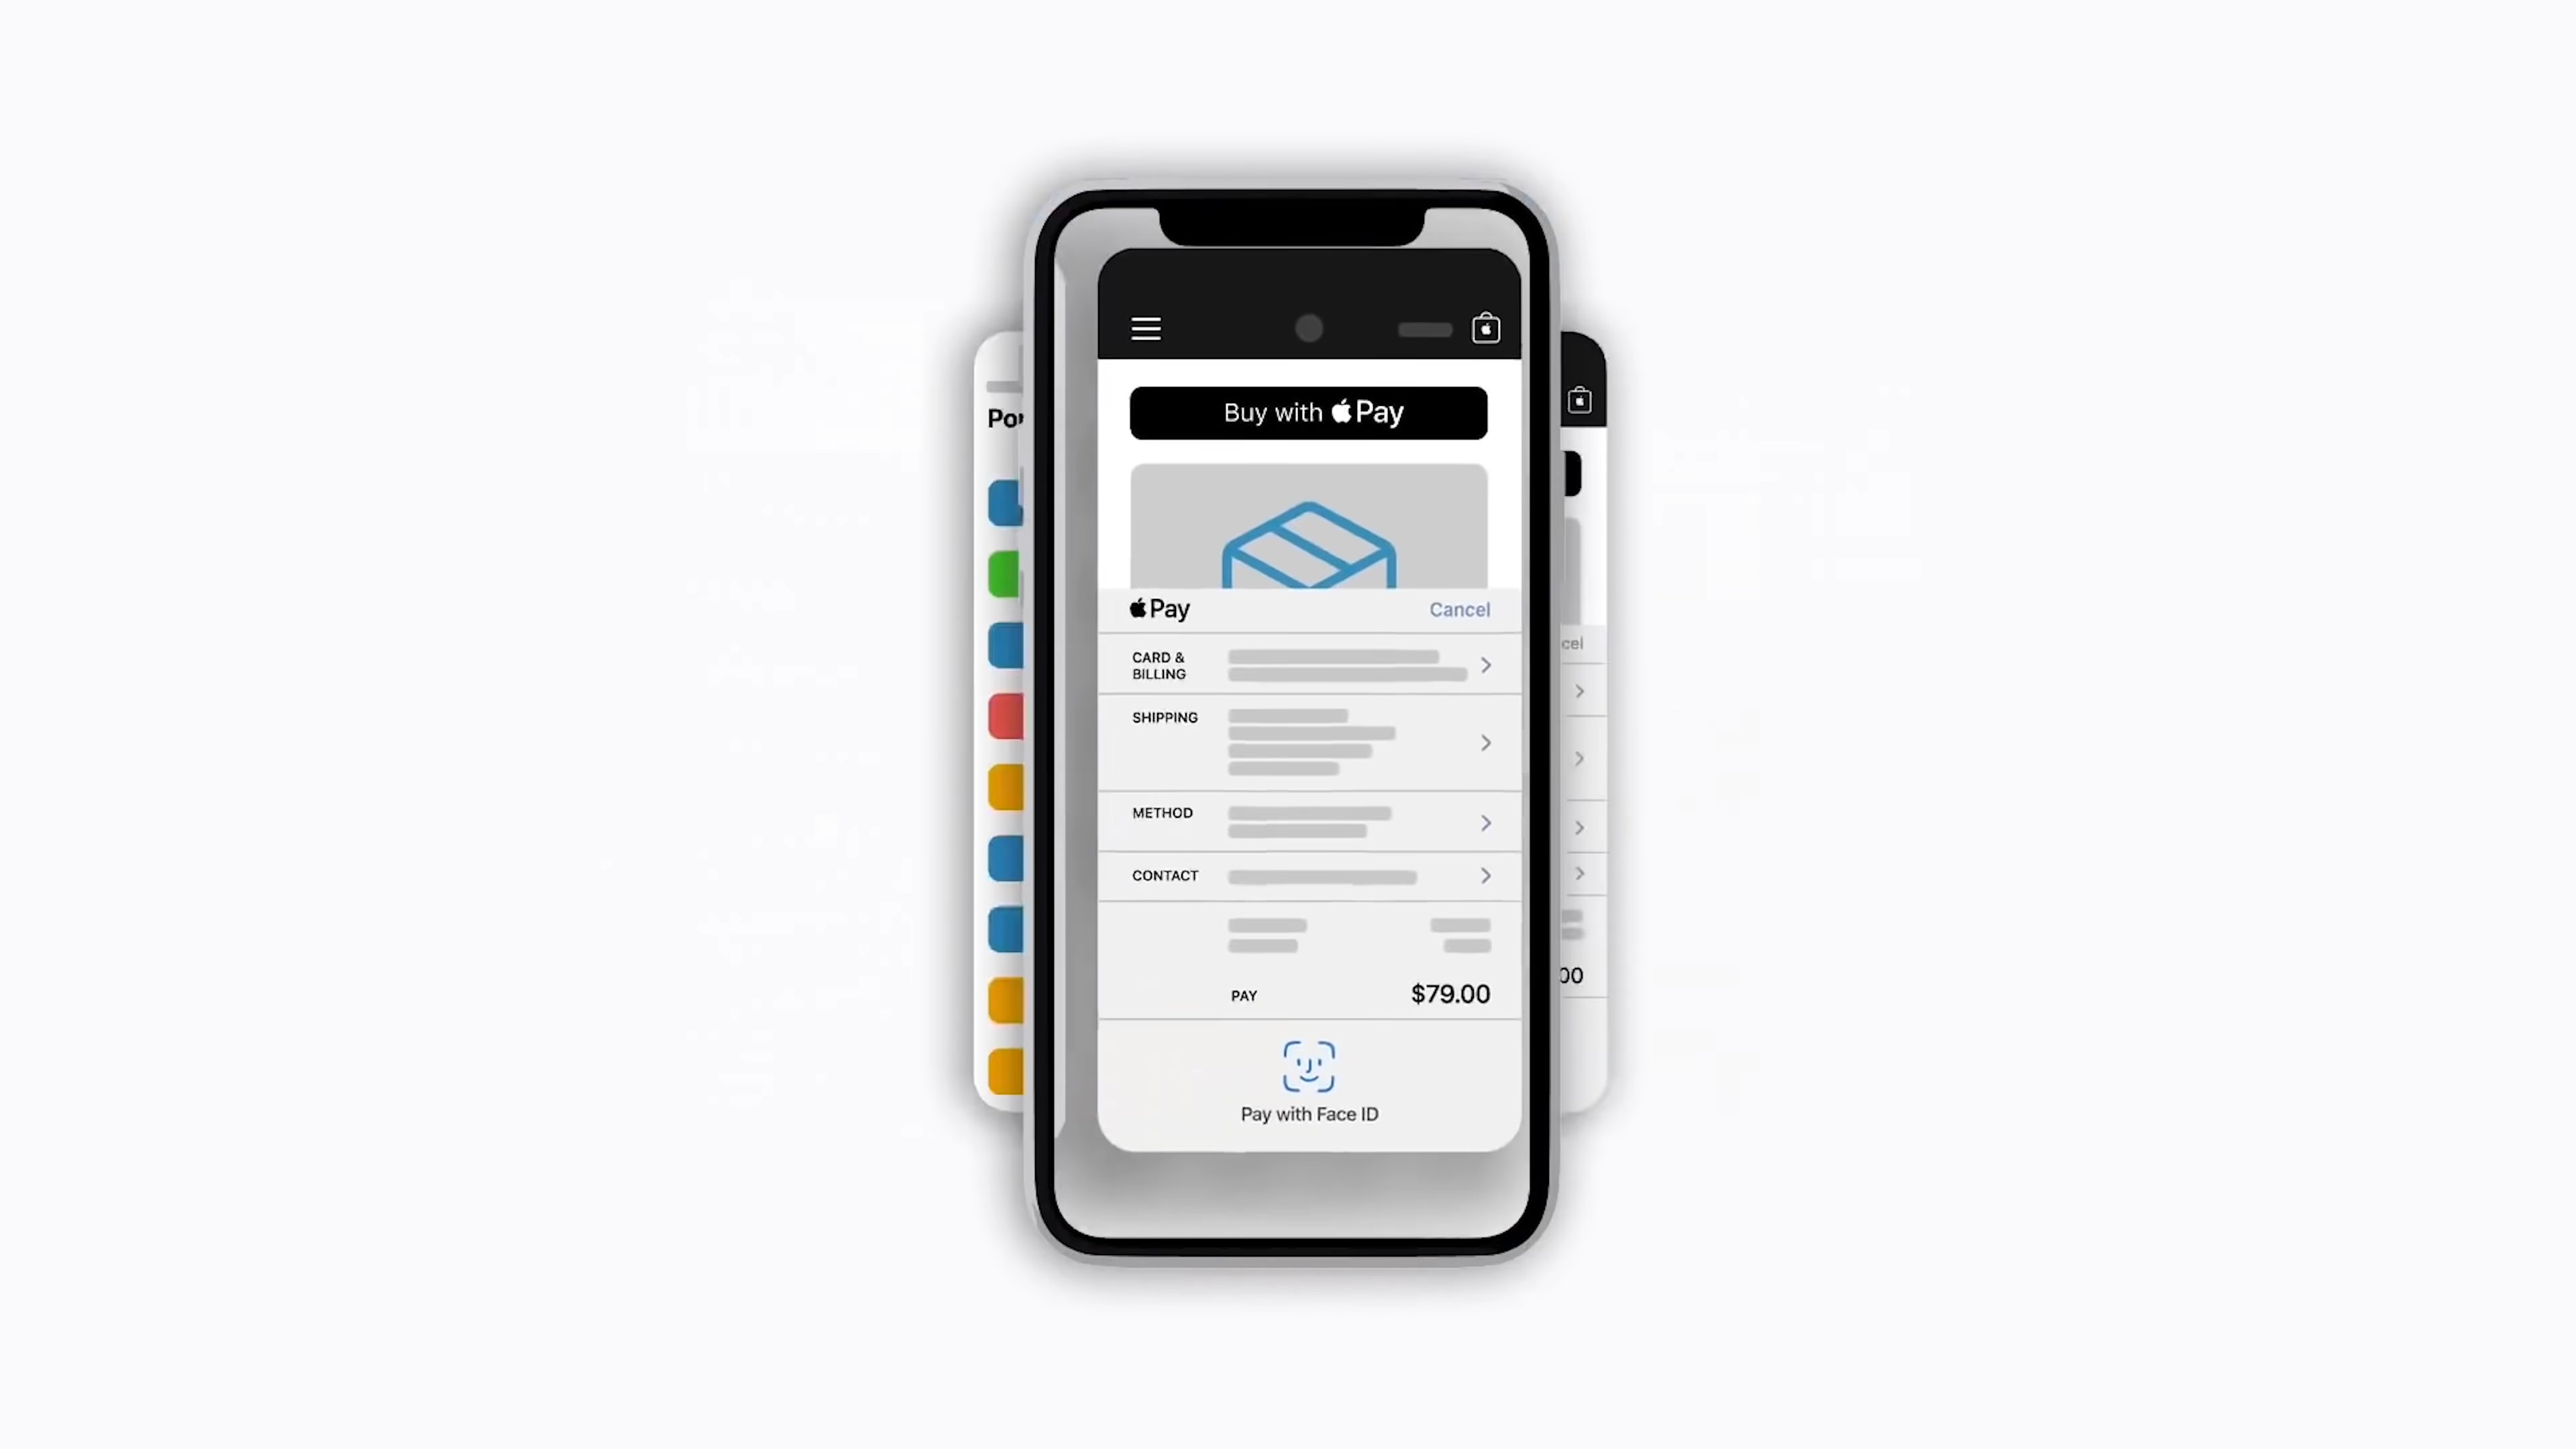 Buy with Pay
Pay
Cancel
CARD &
BILLING
SHIPPING
METHOD
CONTACT
PAY
$79.00
Pay with Face ID